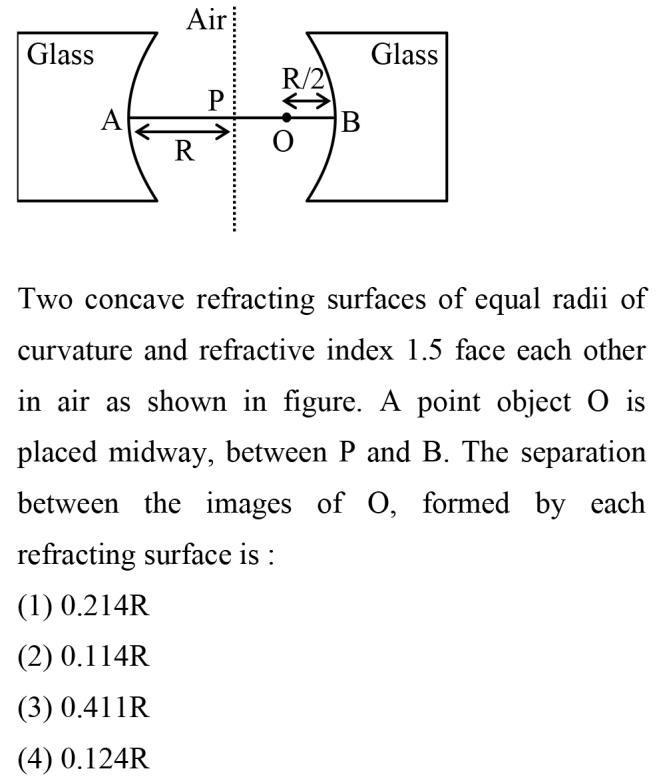 Air
Glass
Glass
R/2
P
A
B
R
O
Two concave refracting surfaces of equal radii of
curvature and refractive index 1.5 face each other
in air as shown in figure. A point object O is
placed midway, between P and B. The separation
between the images of O, formed by each
refracting surface is :
(1) 0.214R
(2) 0.114R
(3) 0.411R
(4) 0.124R